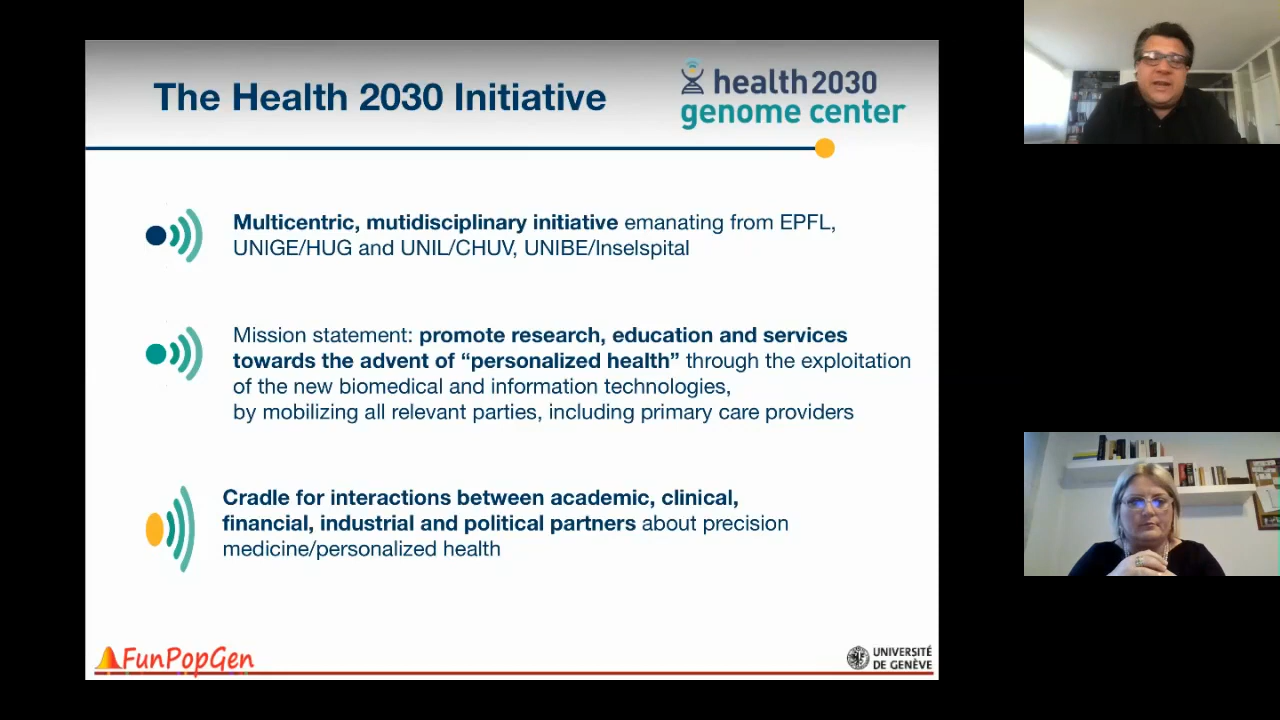 The Health 2030 Initiative
health2030
genome center
Multicentric, mutidisciplinary initiative emanating from EPFL,
UNIGE/HUG and UNIL/CHUV, UNIBE/Inselspital
Mission statement: promote research, education and services
towards the advent of “personalized health” through the exploitation
of the new biomedical and information technologies,
by mobilizing all relevant parties, including primary care providers
Cradle for interactions between academic, clinical,
financial, industrial and political partners about precision
medicine/personalized health
FunPopGen
UNIVERSITÉ
DE GENÈVE